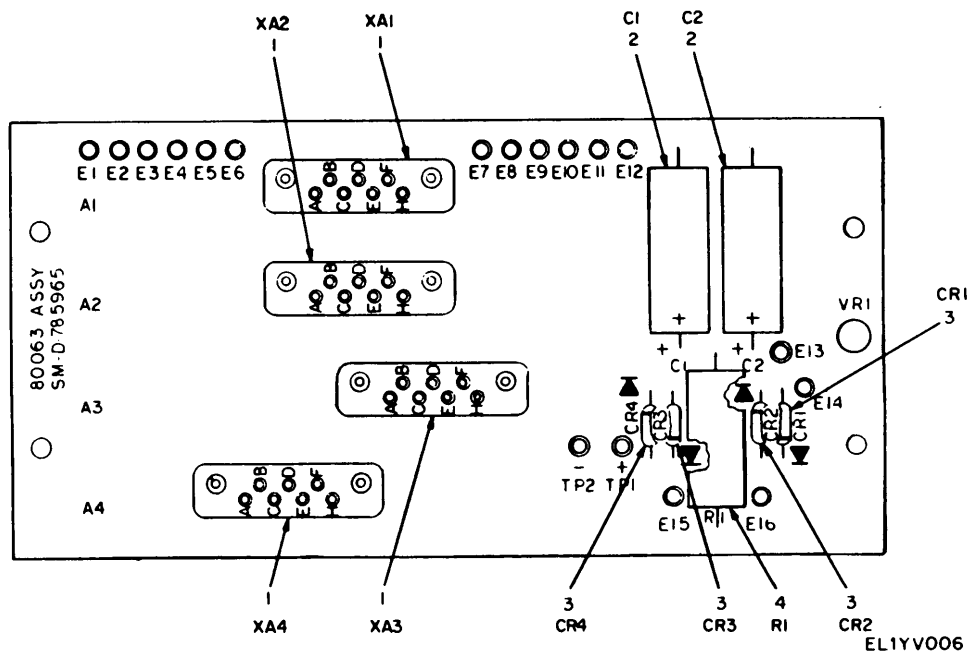 XA2 XA1 C1 C2
1 1 2 2
E1 E2 E3 E4 E5 E6 E7 E8 E9 E10 E11 E12
A1
B D F
A C E H
80063 ASSY
SM-D-785965
A2
B D F
A C E H
VR1
CR1
3
+ +
+ C1 + C2 E13
A3
B D F
A C E H
E14
CR4 CR3 CR2 CR1
- +
TP2 TP1
A4
B D F
A C E H
E15 R1 E16
1 1 3 3 4 3
XA4 XA3 CR4 CR3 R1 CR2
EL1YV006